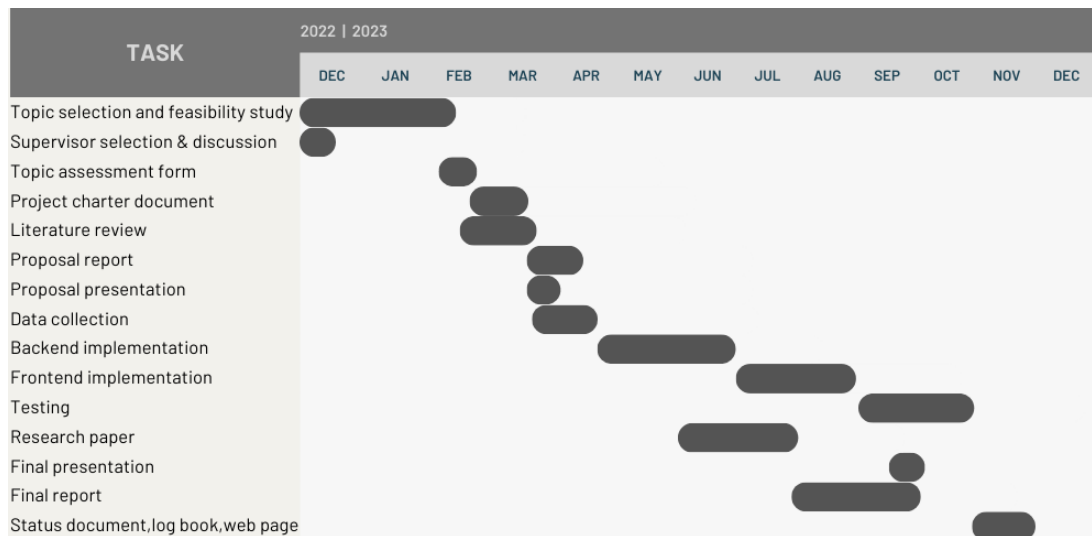 TASK
2022 | 2023
DEC JAN FEB MAR APR MAY JUN JUL AUG SEP OCT NOV DEC
Topic selection and feasibility study
Supervisor selection & discussion
Topic assessment form
Project charter document
Literature review
Proposal report
Proposal presentation
Data collection
Backend implementation
Frontend implementation
Testing
Research paper
Final presentation
Final report
Status document,log book,web page